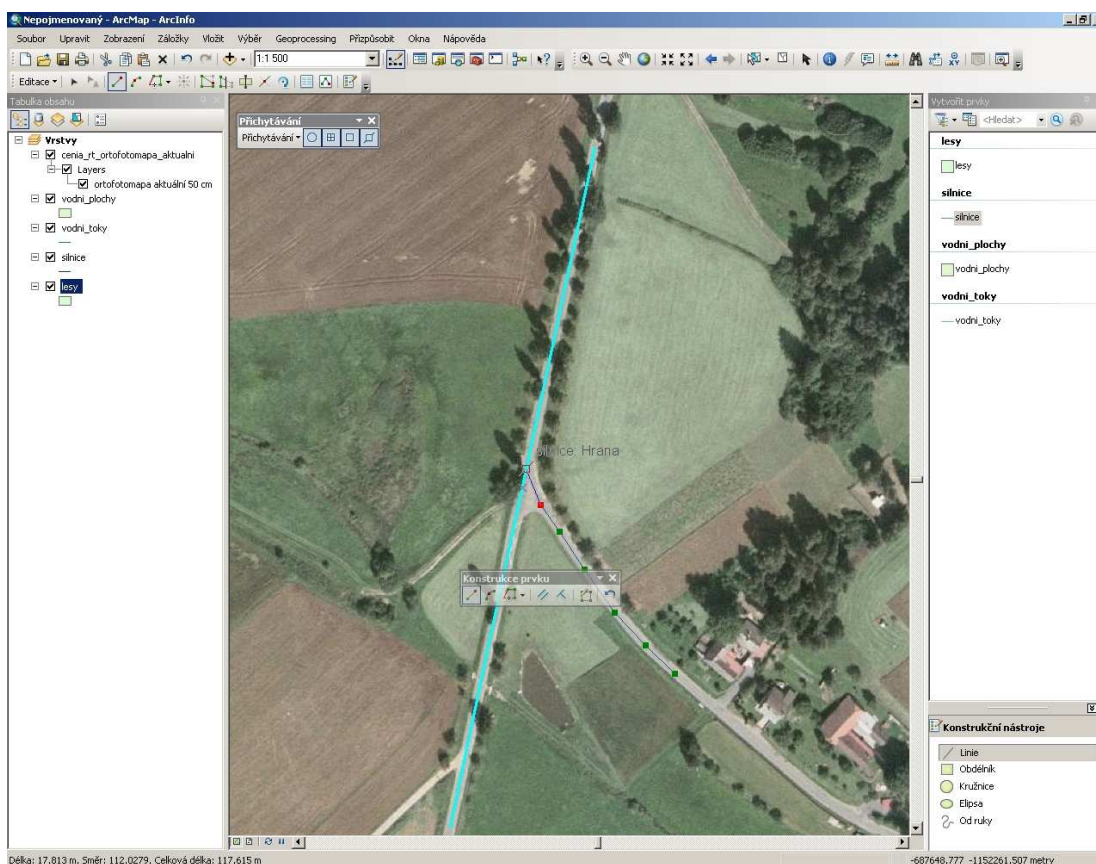 Nepojmenovaný - ArcMap - ArcInfo
Soubor Upravit Zobrazení Záložky Vložit Výběr Geoprocessing Přizpůsobit Okna Nápověda
1:1 500
Editace
Tabulka obsahu
Vrstvy
cenia_rt_ortofotomapa_aktualni
Layers
ortofotomapa aktuální 50 cm
vodni_plochy
vodni_toky
silnice
lesy
Přichytávání
Přichytávání
silnice: Hrana
Konstrukce prvku
Vytvořit prvky
<Hledat>
lesy
lesy
silnice
silnice
vodni_plochy
vodni_plochy
vodni_toky
vodni_toky
Konstrukční nástroje
Linie
Obdélník
Kružnice
Elipsa
Od ruky
Délka: 17.813 m, Směr: 112.0279, Celková délka: 117.615 m
-687648.777 -1152261.507 metry